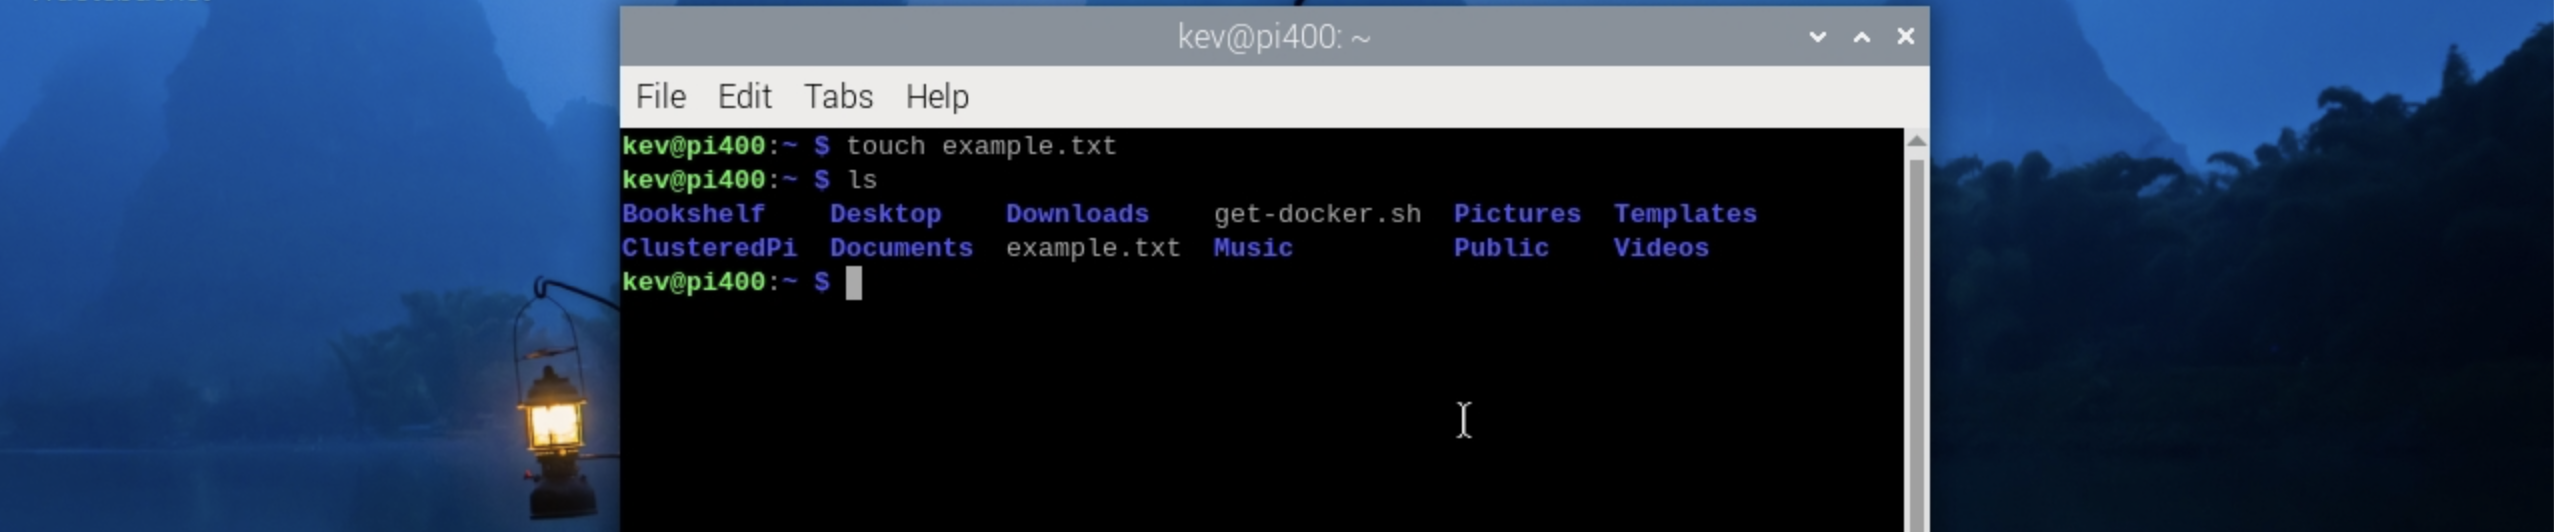 kev@pi400: ~
File Edit Tabs Help
kev@pi400:~ $ touch example.txt
kev@pi400:~ $ ls
Bookshelf Desktop Downloads get-docker.sh Pictures Templates
ClusteredPi Documents example.txt Music Public Videos
kev@pi400:~ $